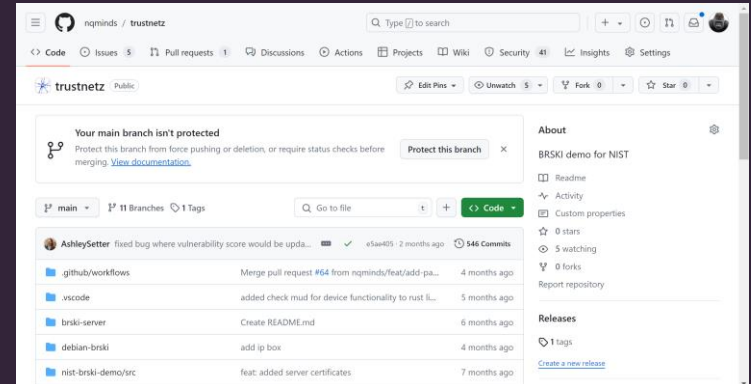 nqminds / trustnetz
Type / to search
Code Issues 5 Pull requests 1 Discussions Actions Projects Wiki Security 41 Insights Settings
trustnetz Public
Edit Pins Unwatch 5 Fork 0 Star 0
Your main branch isn't protected
Protect this branch from force pushing or deletion, or require status checks before
merging. View documentation.
Protect this branch
main 11 Branches 1 Tags
Go to file t
Code
AshleySetter fixed bug where vulnerability score would be upda... e5ae405 · 2 months ago 546 Commits
.github/workflows Merge pull request #64 from nqminds/feat/add-pa... 4 months ago
.vscode added check mud for device functionality to rust li... 5 months ago
brski-server Create README.md 6 months ago
debian-brski add ip box 4 months ago
nist-brski-demo/src feat: added server certificates 7 months ago
About
BRSKI demo for NIST
Readme
Activity
Custom properties
0 stars
5 watching
0 forks
Report repository
Releases
1 tags
Create a new release